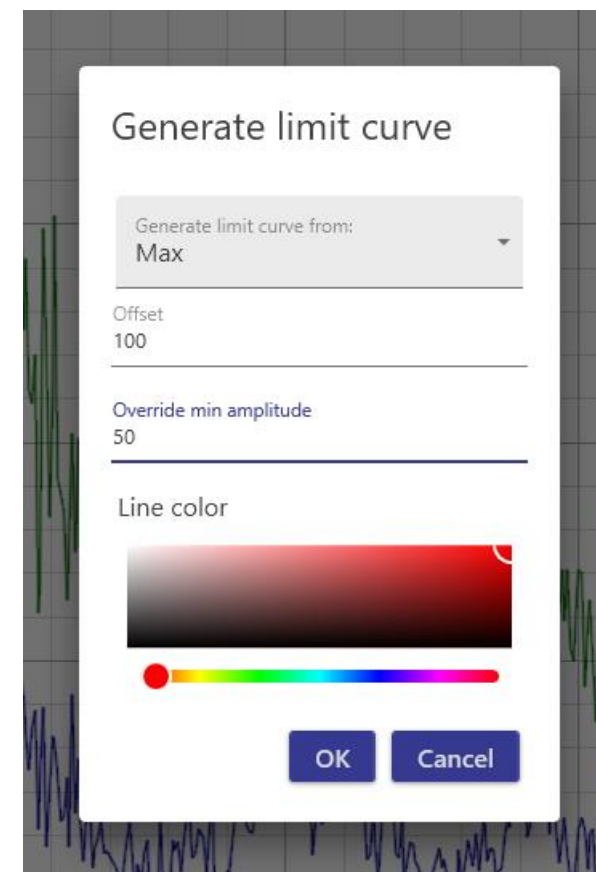 Generate limit curve
Generate limit curve from:
Max
Offset
100
Override min amplitude
50
Line color
OK Cancel